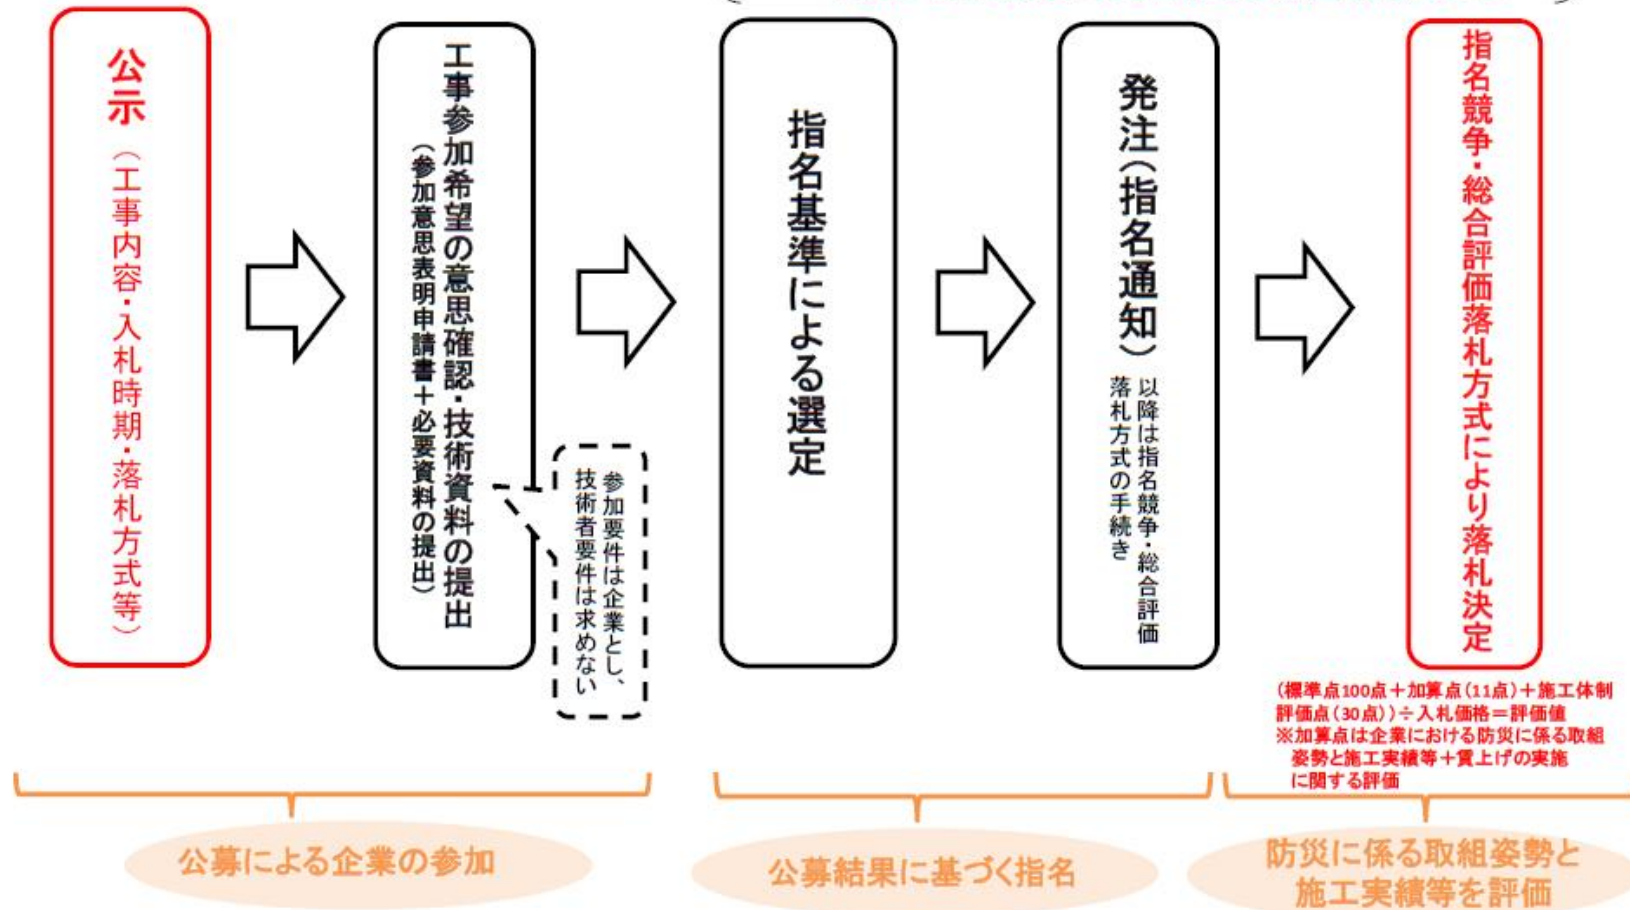 公示（工事内容・入札時期・落札方式等）
工事参加希望の意思確認・技術資料の提出
（参加意思表明申請書＋必要資料の提出）
参加要件は企業とし、
技術者要件は求めない
指名基準による選定
発注（指名通知）
以降は指名競争・総合評価
落札方式の手続き
指名競争・総合評価落札方式により落札決定
(標準点100点＋加算点(11点)＋施工体制
評価点(30点))÷入札価格＝評価値
※加算点は企業における防災に係る取組
姿勢と施工実績等＋賃上げの実施
に関する評価
公募による企業の参加
公募結果に基づく指名
防災に係る取組姿勢と
施工実績等を評価